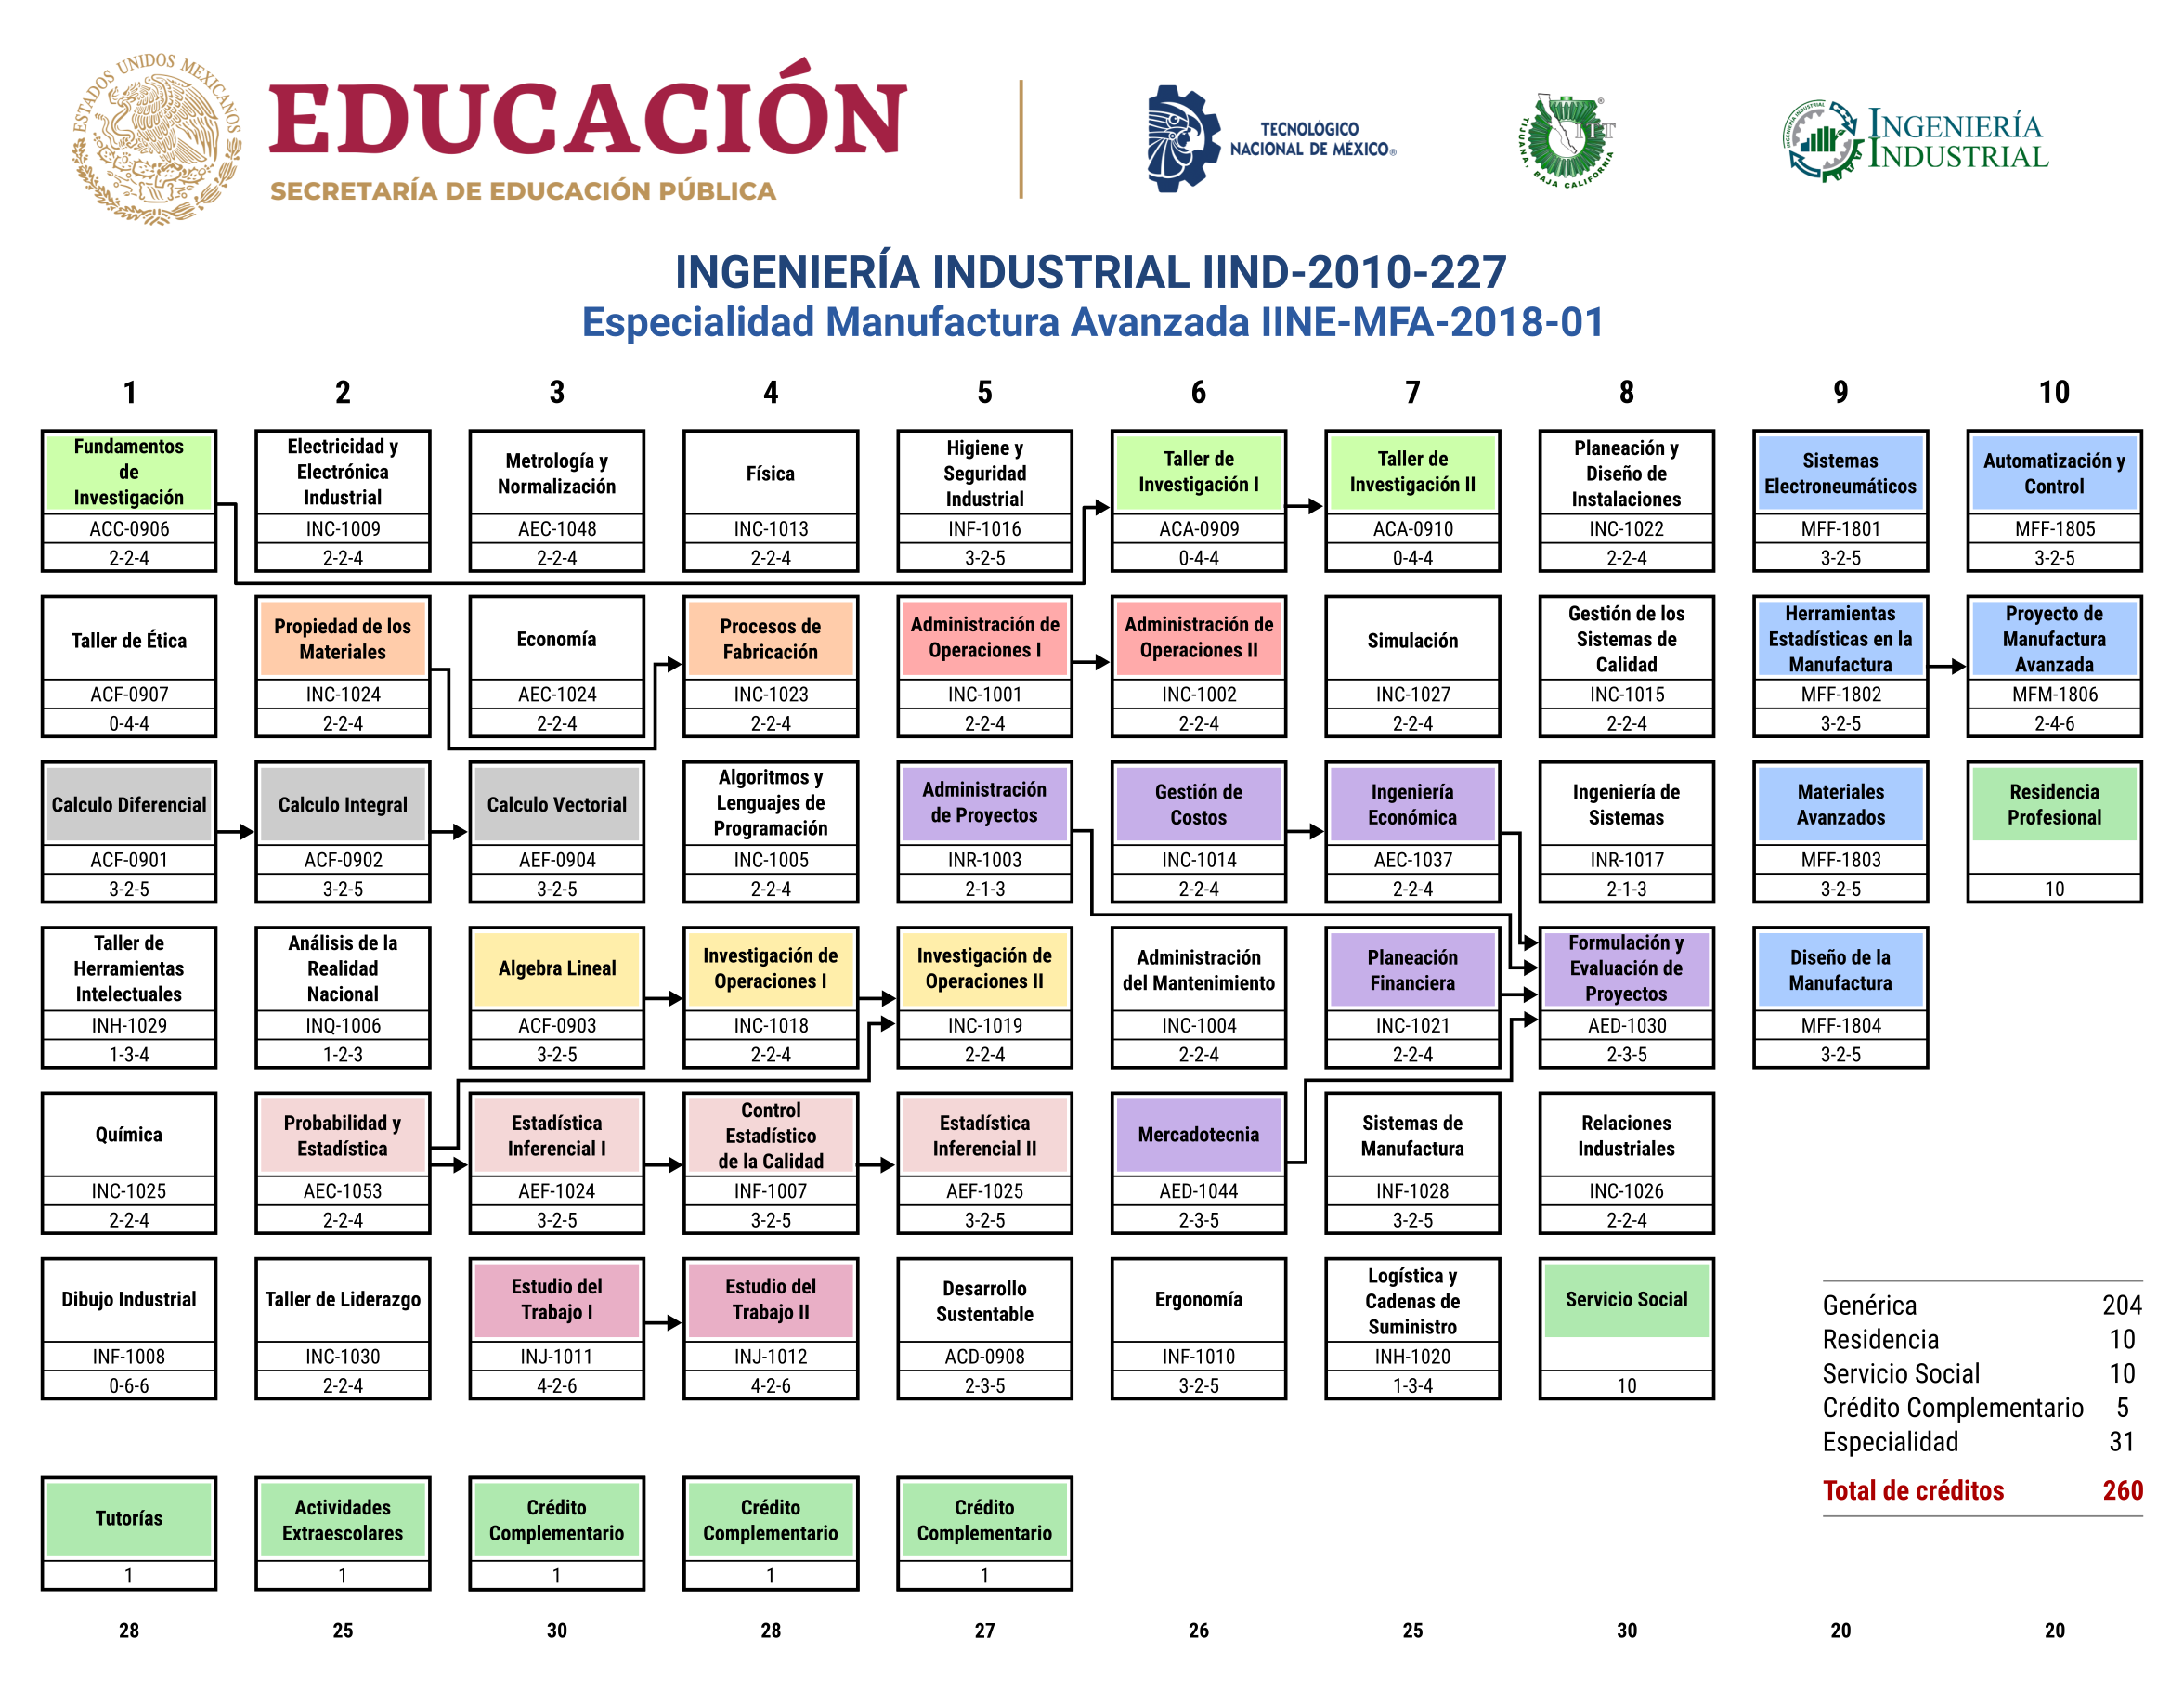 ESTADOS UNIDOS MEXICANOS
EDUCACIÓN
SECRETARÍA DE EDUCACIÓN PÚBLICA
TECNOLÓGICO
NACIONAL DE MÉXICO®
TIJUANA, BAJA CALIFORNIA
®
INGENIERÍA INDUSTRIAL
INGENIERÍA
INDUSTRIAL
INGENIERÍA INDUSTRIAL IIND-2010-227
Especialidad Manufactura Avanzada IINE-MFA-2018-01
1 2 3 4 5 6 7 8 9 10
Fundamentos
de
Investigación
ACC-0906
2-2-4
Electricidad y
Electrónica
Industrial
INC-1009
2-2-4
Metrología y
Normalización
AEC-1048
2-2-4
Física
INC-1013
2-2-4
Higiene y
Seguridad
Industrial
INF-1016
3-2-5
Taller de
Investigación I
ACA-0909
0-4-4
Taller de
Investigación II
ACA-0910
0-4-4
Planeación y
Diseño de
Instalaciones
INC-1022
2-2-4
Sistemas
Electroneumáticos
MFF-1801
3-2-5
Automatización y
Control
MFF-1805
3-2-5
Taller de Ética
ACF-0907
0-4-4
Propiedad de los
Materiales
INC-1024
2-2-4
Economía
AEC-1024
2-2-4
Procesos de
Fabricación
INC-1023
2-2-4
Administración de
Operaciones I
INC-1001
2-2-4
Administración de
Operaciones II
INC-1002
2-2-4
Simulación
INC-1027
2-2-4
Gestión de los
Sistemas de
Calidad
INC-1015
2-2-4
Herramientas
Estadísticas en la
Manufactura
MFF-1802
3-2-5
Proyecto de
Manufactura
Avanzada
MFM-1806
2-4-6
Calculo Diferencial
ACF-0901
3-2-5
Calculo Integral
ACF-0902
3-2-5
Calculo Vectorial
AEF-0904
3-2-5
Algoritmos y
Lenguajes de
Programación
INC-1005
2-2-4
Administración
de Proyectos
INR-1003
2-1-3
Gestión de
Costos
INC-1014
2-2-4
Ingeniería
Económica
AEC-1037
2-2-4
Ingeniería de
Sistemas
INR-1017
2-1-3
Materiales
Avanzados
MFF-1803
3-2-5
Residencia
Profesional
10
Taller de
Herramientas
Intelectuales
INH-1029
1-3-4
Análisis de la
Realidad
Nacional
INQ-1006
1-2-3
Algebra Lineal
ACF-0903
3-2-5
Investigación de
Operaciones I
INC-1018
2-2-4
Investigación de
Operaciones II
INC-1019
2-2-4
Administración
del Mantenimiento
INC-1004
2-2-4
Planeación
Financiera
INC-1021
2-2-4
Formulación y
Evaluación de
Proyectos
AED-1030
2-3-5
Diseño de la
Manufactura
MFF-1804
3-2-5
Química
INC-1025
2-2-4
Probabilidad y
Estadística
AEC-1053
2-2-4
Estadística
Inferencial I
AEF-1024
3-2-5
Control
Estadístico
de la Calidad
INF-1007
3-2-5
Estadística
Inferencial II
AEF-1025
3-2-5
Mercadotecnia
AED-1044
2-3-5
Sistemas de
Manufactura
INF-1028
3-2-5
Relaciones
Industriales
INC-1026
2-2-4
Dibujo Industrial
INF-1008
0-6-6
Taller de Liderazgo
INC-1030
2-2-4
Estudio del
Trabajo I
INJ-1011
4-2-6
Estudio del
Trabajo II
INJ-1012
4-2-6
Desarrollo
Sustentable
ACD-0908
2-3-5
Ergonomía
INF-1010
3-2-5
Logística y
Cadenas de
Suministro
INH-1020
1-3-4
Servicio Social
10
Genérica 204
Residencia 10
Servicio Social 10
Crédito Complementario 5
Especialidad 31
Total de créditos 260
Tutorías
1
Actividades
Extraescolares
1
Crédito
Complementario
1
Crédito
Complementario
1
Crédito
Complementario
1
28 25 30 28 27 26 25 30 20 20